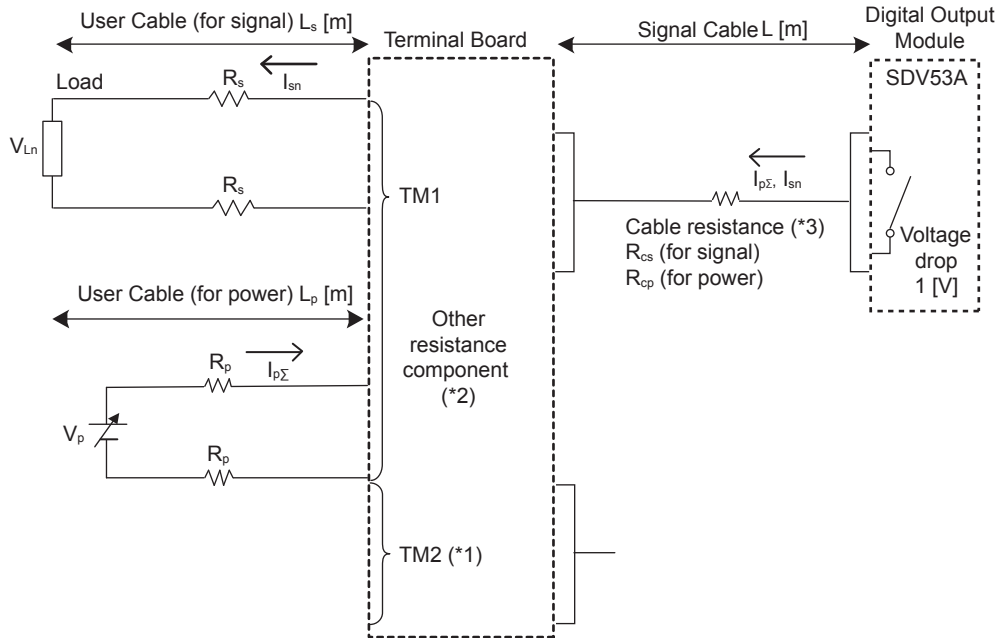 User Cable (for signal) Ls [m]
Terminal Board
Signal Cable L [m]
Digital Output
Module
SDV53A
Load
Rs
Isn
VLn
Rs
TM1
IpΣ, Isn
Cable resistance (*3)
Rcs (for signal)
Rcp (for power)
Voltage
drop
1 [V]
User Cable (for power) Lp [m]
Other
resistance
component
(*2)
Rp
IpΣ
Vp
Rp
TM2 (*1)